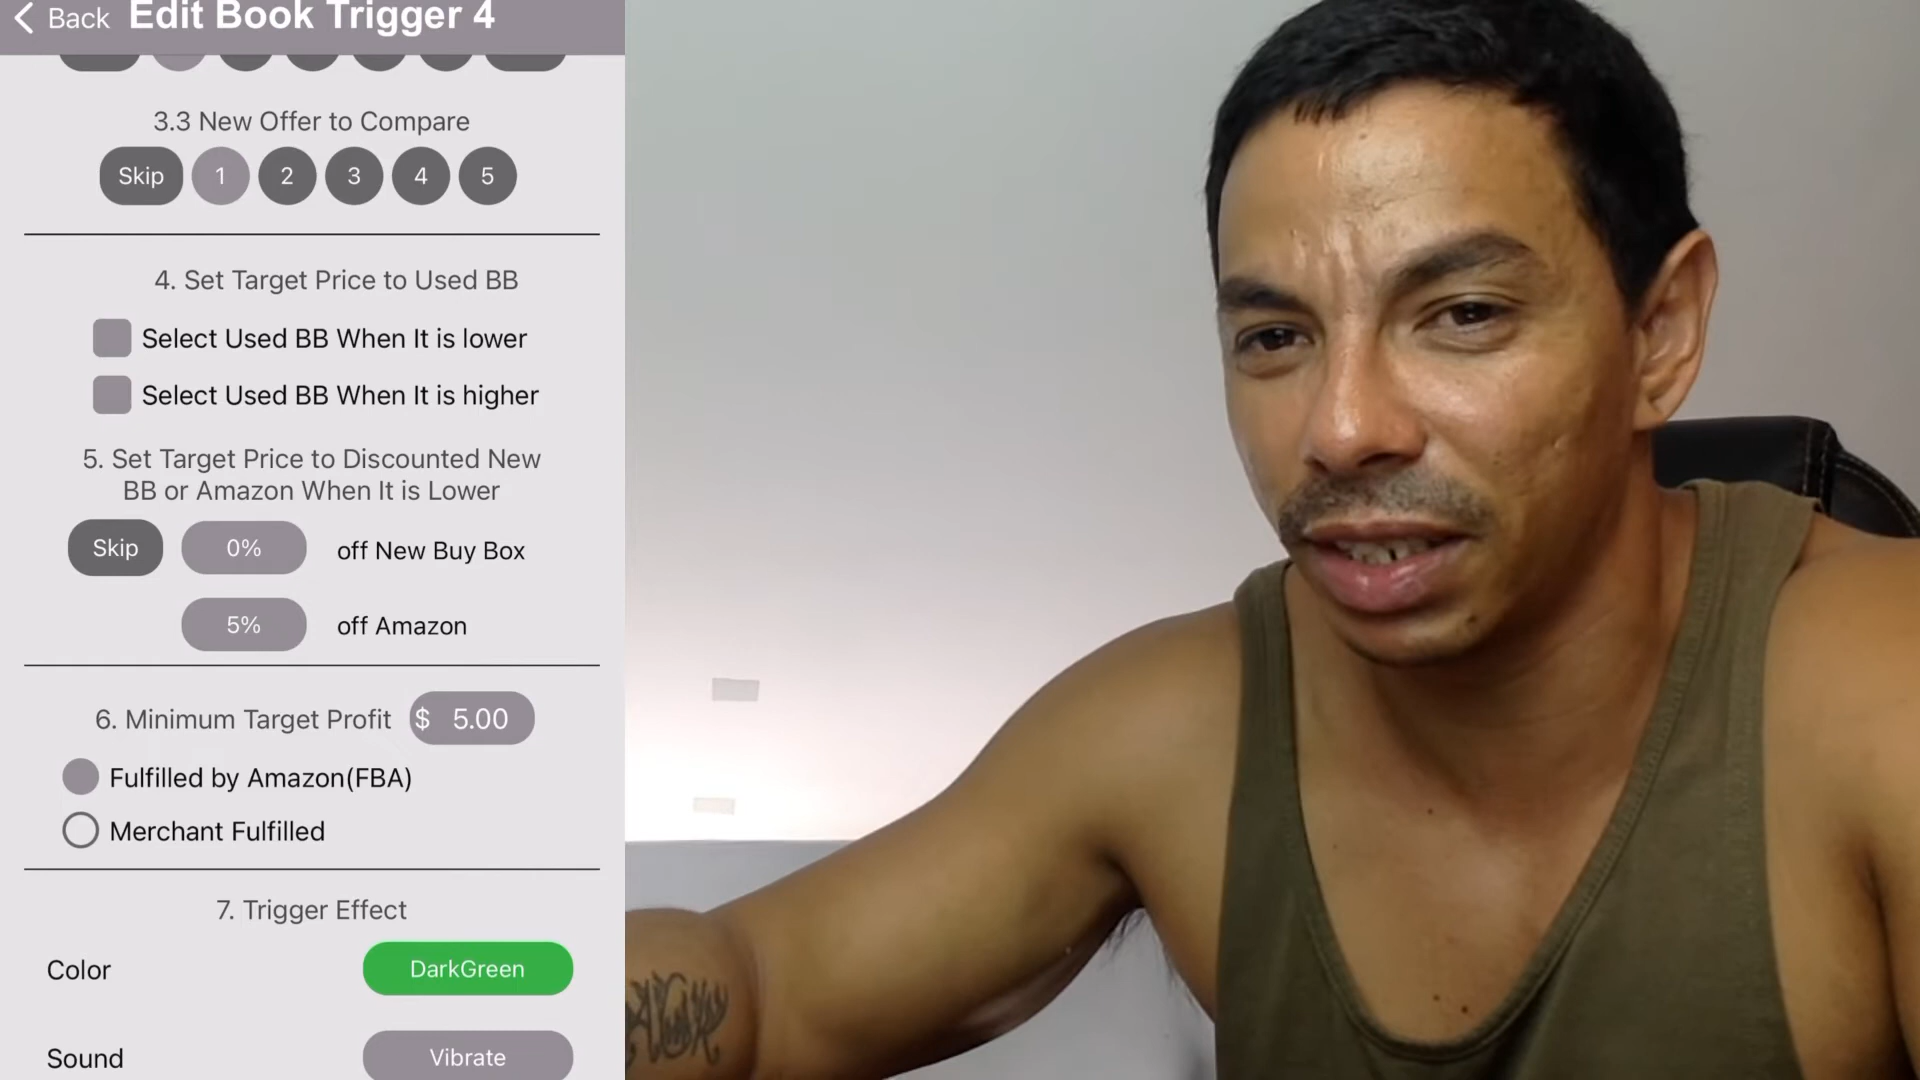 Back Edit Book Trigger 4
3.3 New Offer to Compare
Skip 1 2 3 4 5
4. Set Target Price to Used BB
Select Used BB When It is lower
Select Used BB When It is higher
5. Set Target Price to Discounted New
BB or Amazon When It is Lower
Skip 0% off New Buy Box
5% off Amazon
6. Minimum Target Profit $ 5.00
Fulfilled by Amazon(FBA)
Merchant Fulfilled
7. Trigger Effect
Color DarkGreen
Sound Vibrate